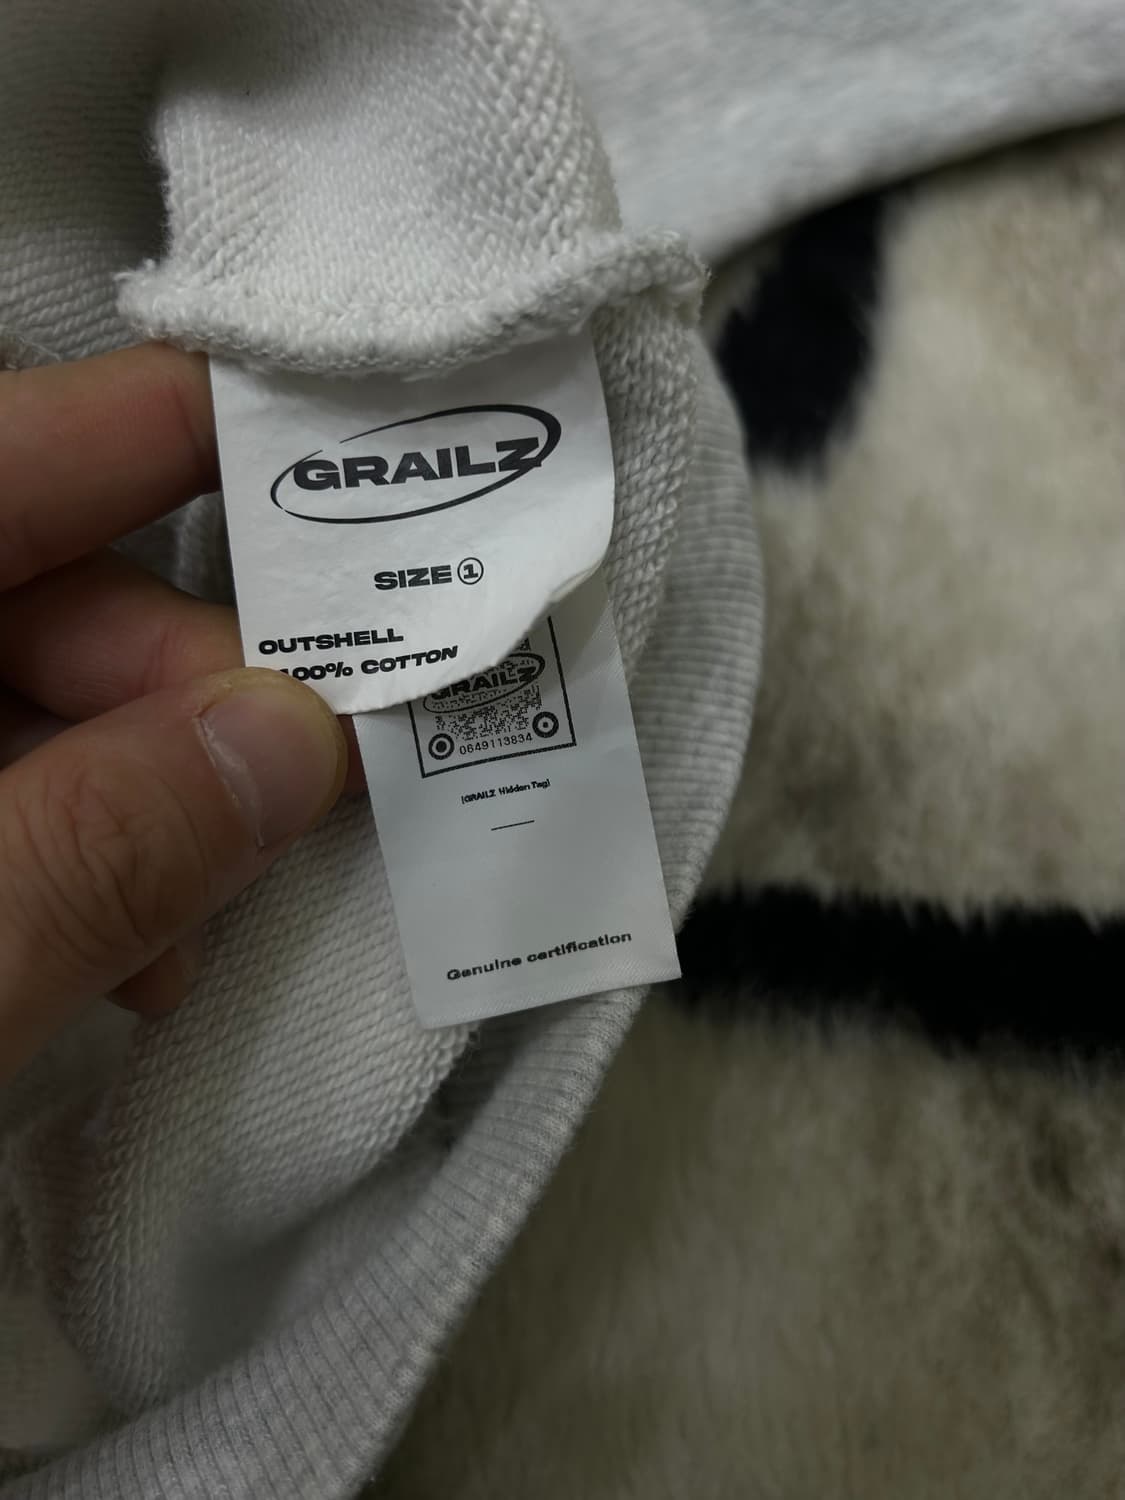 GRAILZ
SIZE ①
OUTSHELL
100% COTTON
GRAILZ
0649113834
[GRAILZ Hidden Tag]
Genuine certification